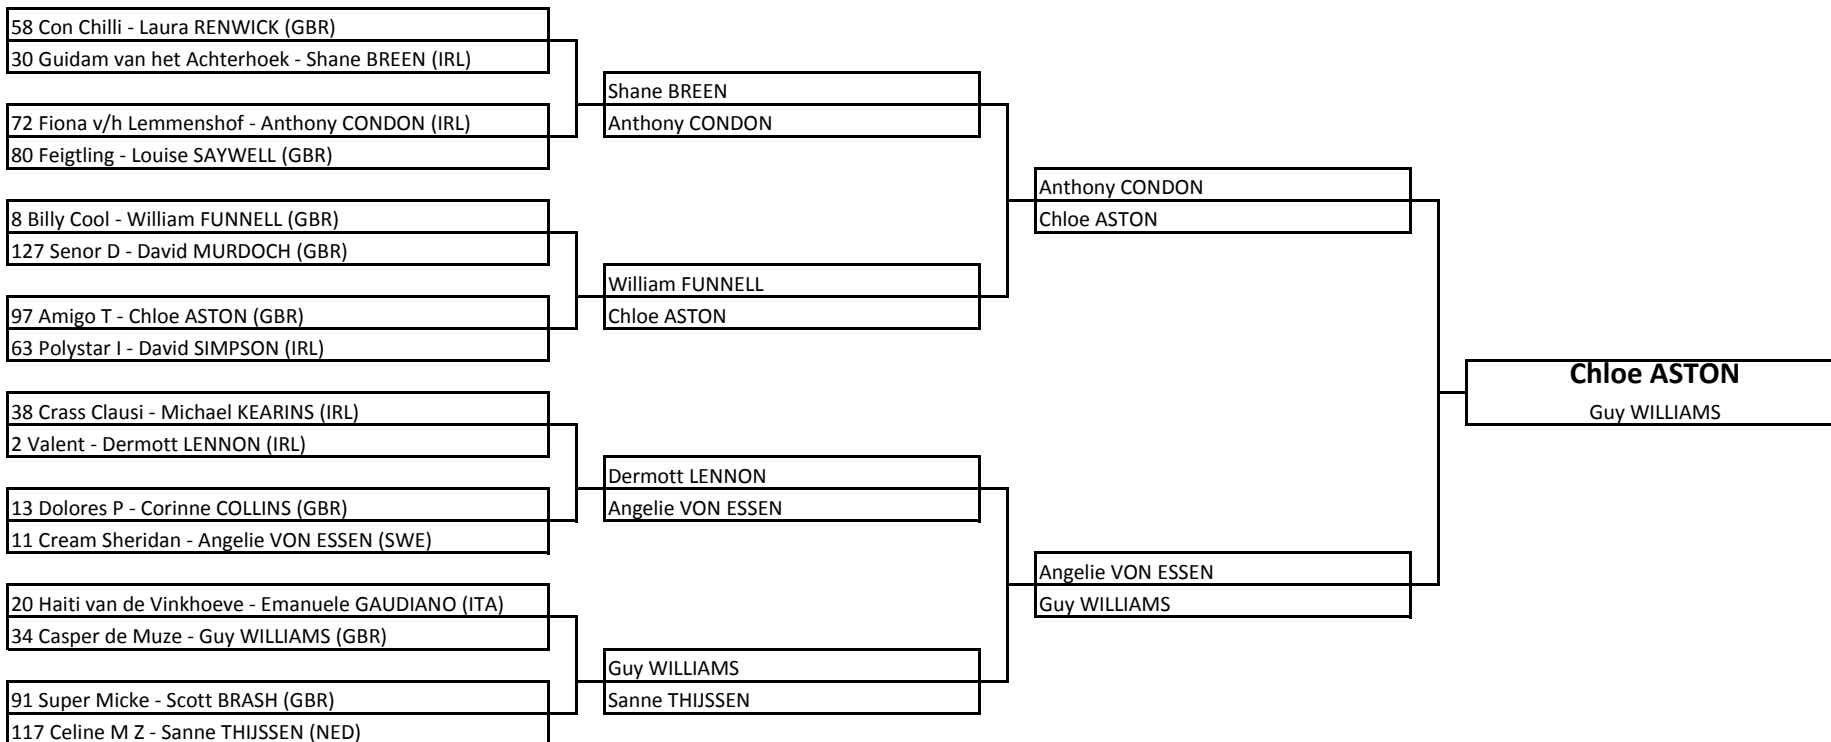 58 Con Chilli - Laura RENWICK (GBR)
30 Guidam van het Achterhoek - Shane BREEN (IRL)
72 Fiona v/h Lemmenshof - Anthony CONDON (IRL)
80 Feigtling - Louise SAYWELL (GBR)
8 Billy Cool - William FUNNELL (GBR)
127 Senor D - David MURDOCH (GBR)
97 Amigo T - Chloe ASTON (GBR)
63 Polystar I - David SIMPSON (IRL)
38 Crass Clausi - Michael KEARINS (IRL)
2 Valent - Dermott LENNON (IRL)
13 Dolores P - Corinne COLLINS (GBR)
11 Cream Sheridan - Angelie VON ESSEN (SWE)
20 Haiti van de Vinkhoeve - Emanuele GAUDIANO (ITA)
34 Casper de Muze - Guy WILLIAMS (GBR)
91 Super Micke - Scott BRASH (GBR)
117 Celine M Z - Sanne THIJSSEN (NED)
Shane BREEN
Anthony CONDON
William FUNNELL
Chloe ASTON
Dermott LENNON
Angelie VON ESSEN
Guy WILLIAMS
Sanne THIJSSEN
Anthony CONDON
Chloe ASTON
Angelie VON ESSEN
Guy WILLIAMS
Chloe ASTON
Guy WILLIAMS